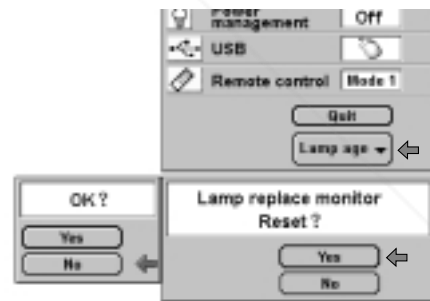 Power
management Off
USB
Remote control Mode 1
Quit
Lamp age
OK?
Yes
No
Lamp replace monitor
Reset ?
Yes
No